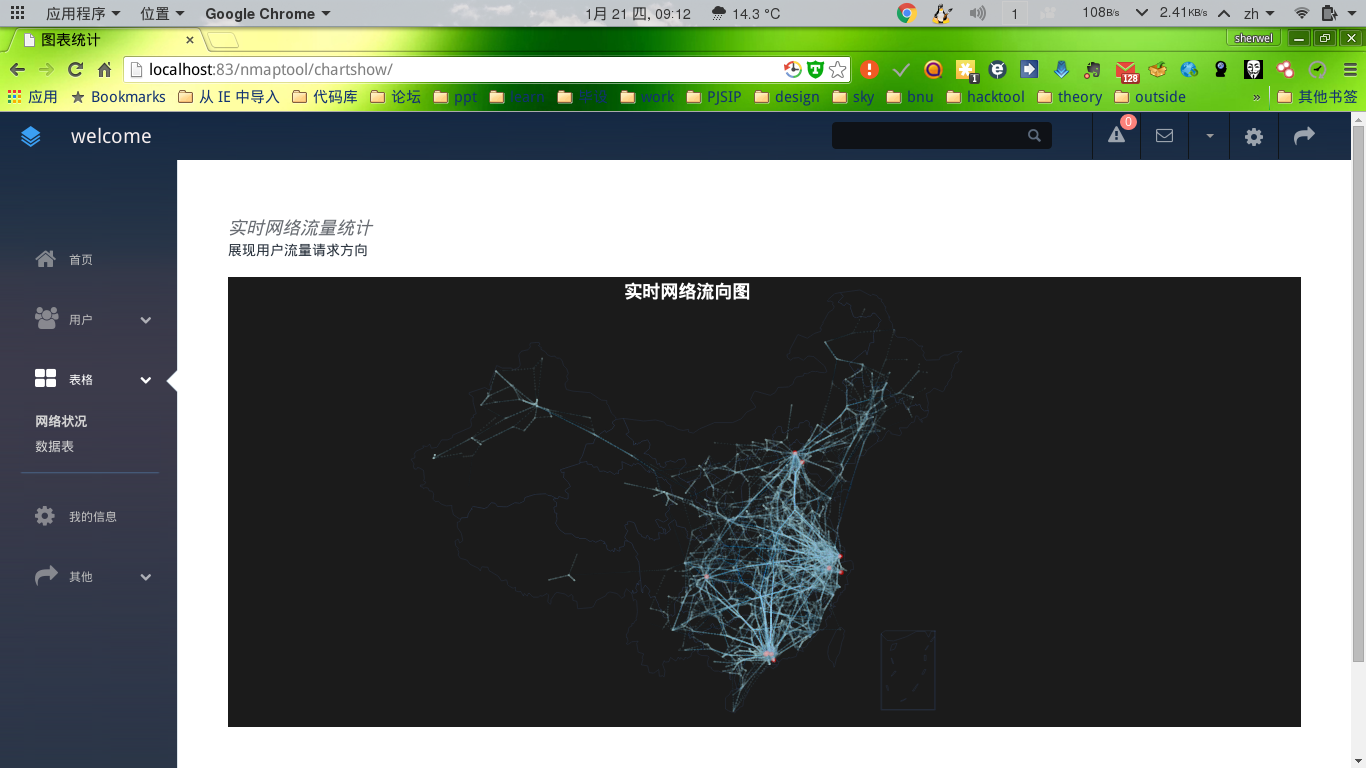 应用程序 位置 Google Chrome 1月 21 四, 09:12 14.3 °C 1 108B/s 2.41KB/s zh
图表统计 × sherwel
localhost:83/nmaptool/chartshow/ 1 128
应用 Bookmarks 从 IE 中导入 代码库 论坛 ppt learn work PJSIP design sky bnu hacktool theory outside » 其他书签
welcome 0
实时网络流量统计
展现用户流量请求方向
实时网络流向图
首页
用户
表格
网络状况
数据表
我的信息
其他